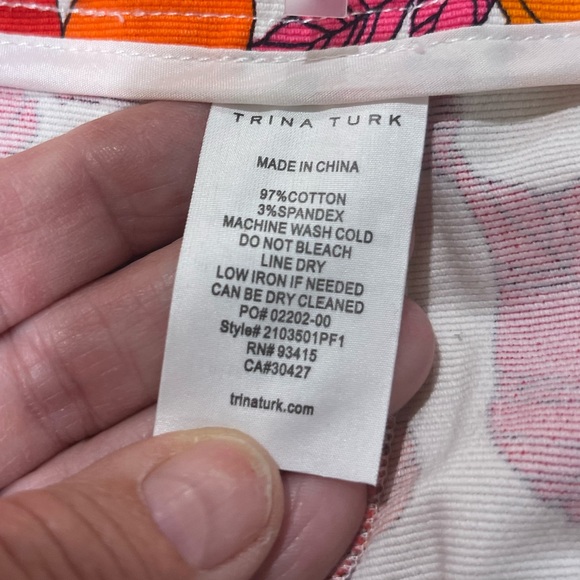 TRINA TURK
MADE IN CHINA
97%COTTON
3%SPANDEX
MACHINE WASH COLD
DO NOT BLEACH
LINE DRY
LOW IRON IF NEEDED
CAN BE DRY CLEANED
PO# 02202-00
Style# 2103501PF1
RN# 93415
CA#30427
trinaturk.com